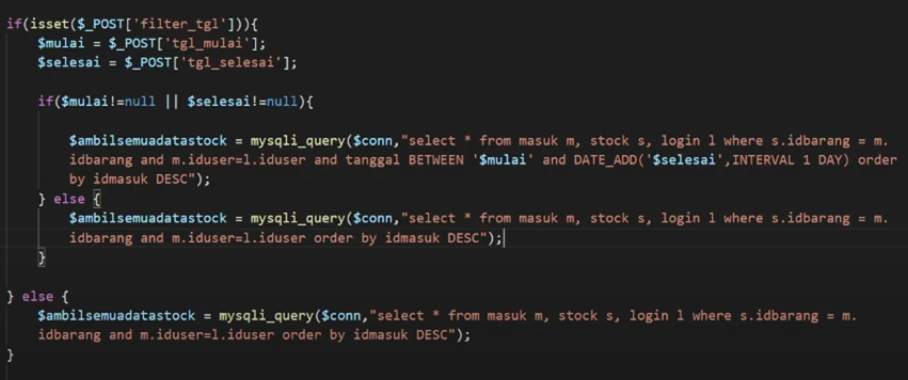 if(isset($_POST['filter_tgl'])){
$mulai = $_POST['tgl_mulai'];
$selesai = $_POST['tgl_selesai'];
if($mulai!=null || $selesai!=null){
$ambilsemuadatastock = mysqli_query($conn,"select * from masuk m, stock s, login l where s.idbarang = m.
idbarang and m.iduser=l.iduser and tanggal BETWEEN '$mulai' and DATE_ADD('$selesai',INTERVAL 1 DAY) order
by idmasuk DESC");
} else {
$ambilsemuadatastock = mysqli_query($conn,"select * from masuk m, stock s, login l where s.idbarang = m.
idbarang and m.iduser=l.iduser order by idmasuk DESC");
}
} else {
$ambilsemuadatastock = mysqli_query($conn,"select * from masuk m, stock s, login l where s.idbarang = m.
idbarang and m.iduser=l.iduser order by idmasuk DESC");
}